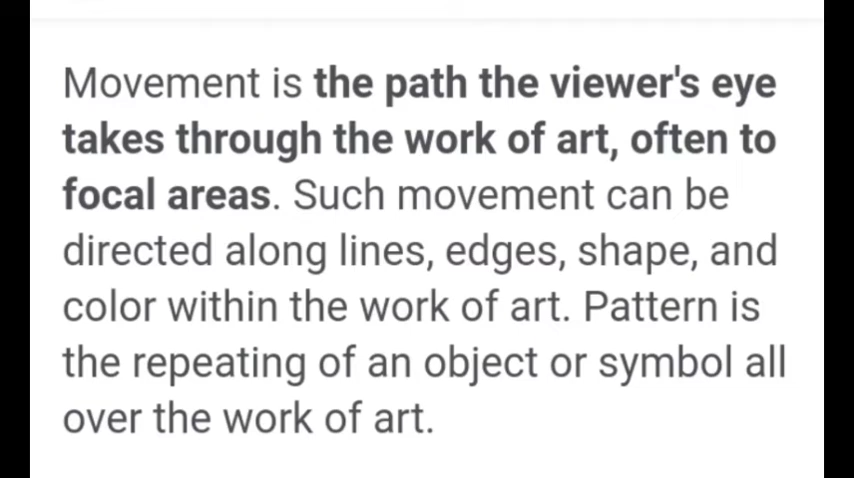 Movement is the path the viewer's eye
takes through the work of art, often to
focal areas. Such movement can be
directed along lines, edges, shape, and
color within the work of art. Pattern is
the repeating of an object or symbol all
over the work of art.